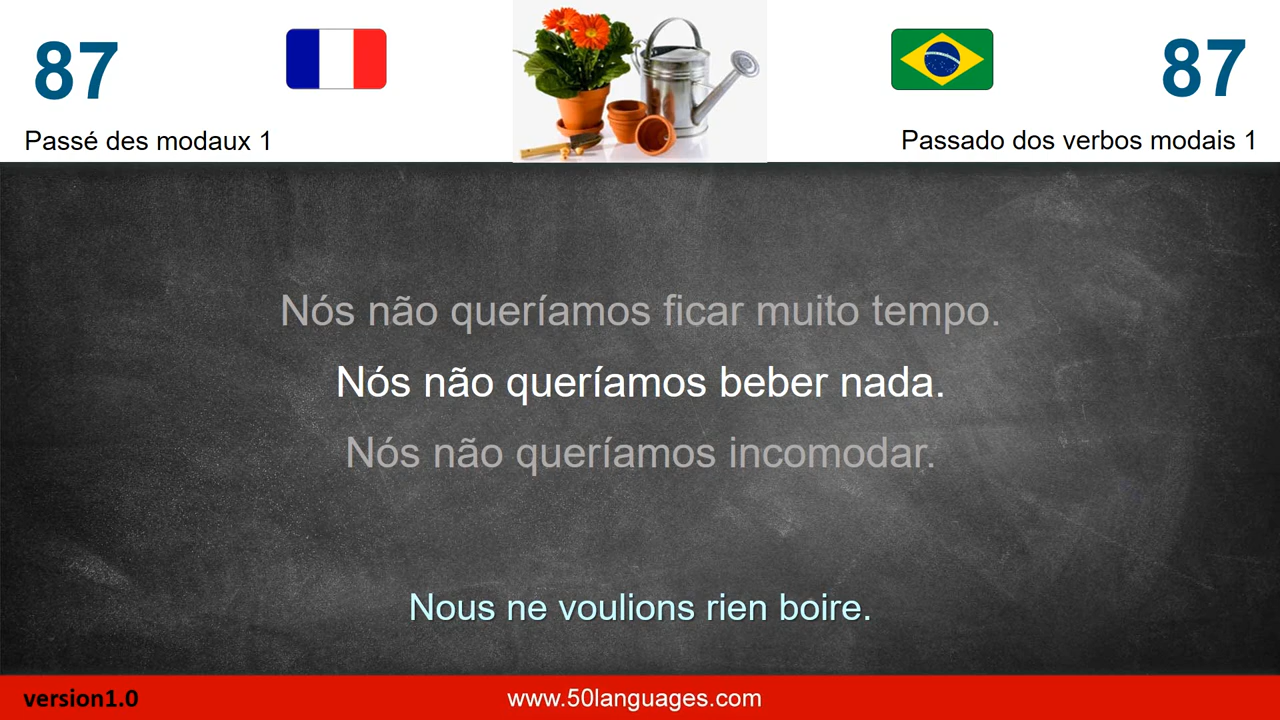 87
87
Passé des modaux 1
Passado dos verbos modais 1
Nós não queríamos ficar muito tempo.
Nós não queríamos beber nada.
Nós não queríamos incomodar.
Nous ne voulions rien boire.
version1.0
www.50languages.com